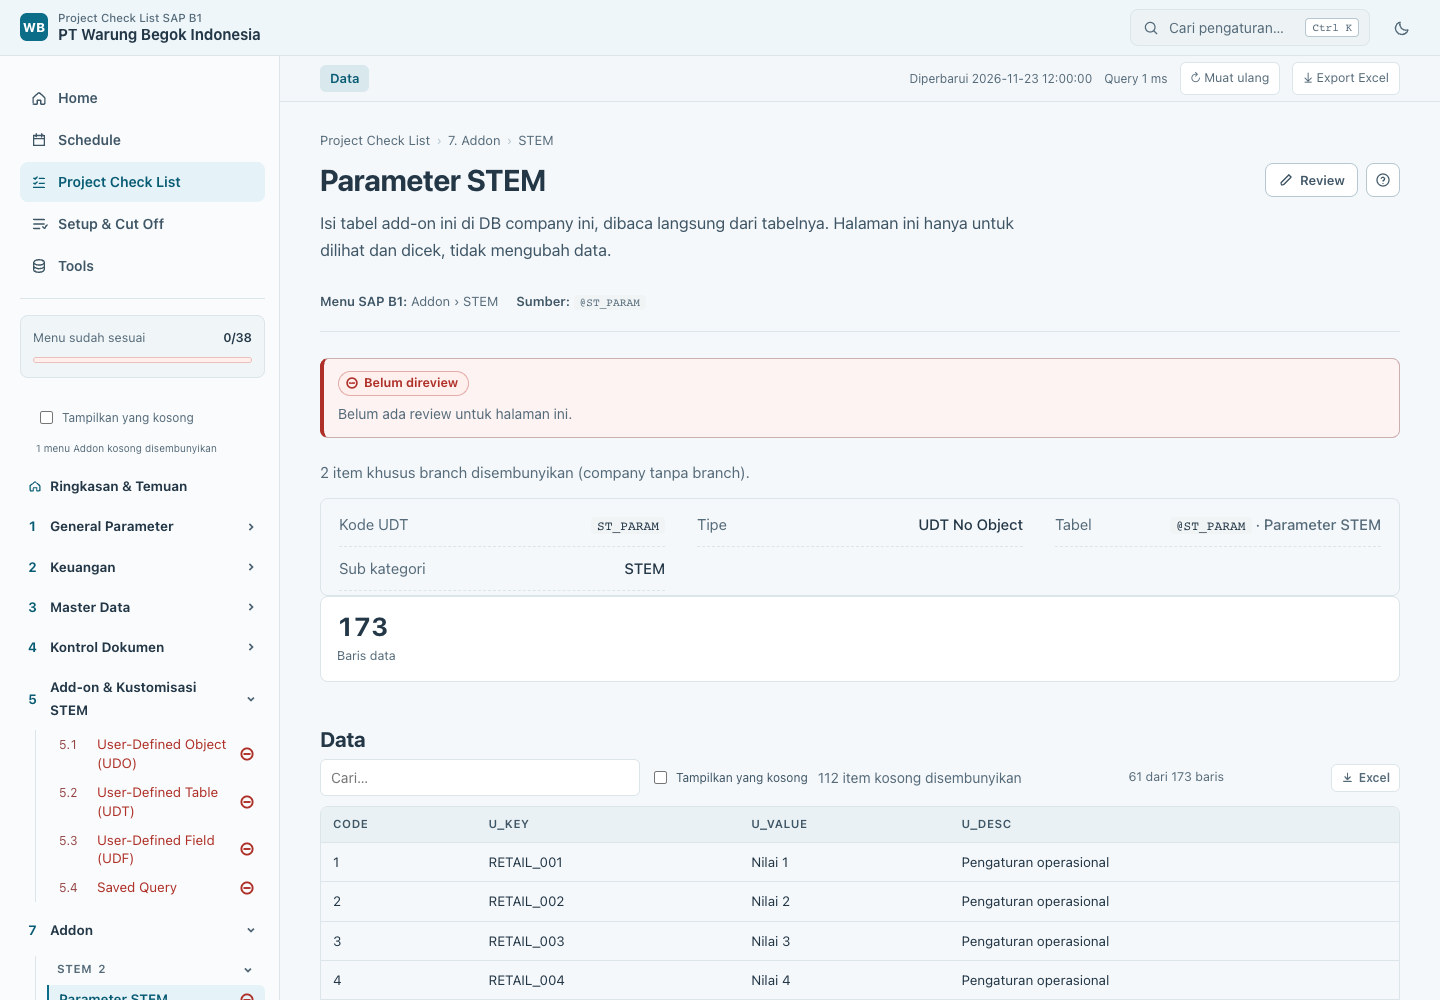 WB
Project Check List SAP B1
PT Warung Begok Indonesia
Cari pengaturan...
Ctrl K
Home
Schedule
Project Check List
Setup & Cut Off
Tools
Menu sudah sesuai
0/38
Tampilkan yang kosong
1 menu Addon kosong disembunyikan
Ringkasan & Temuan
1 General Parameter
2 Keuangan
3 Master Data
4 Kontrol Dokumen
5 Add-on & Kustomisasi
STEM
5.1 User-Defined Object
(UDO)
5.2 User-Defined Table
(UDT)
5.3 User-Defined Field
(UDF)
5.4 Saved Query
7 Addon
STEM 2
Parameter STEM
Data
Diperbarui 2026-11-23 12:00:00
Query 1 ms
↻ Muat ulang
Export Excel
Project Check List › 7. Addon › STEM
Parameter STEM
Review
Isi tabel add-on ini di DB company ini, dibaca langsung dari tabelnya. Halaman ini hanya untuk
dilihat dan dicek, tidak mengubah data.
Menu SAP B1: Addon › STEM Sumber: @ST_PARAM
Belum direview
Belum ada review untuk halaman ini.
2 item khusus branch disembunyikan (company tanpa branch).
Kode UDT ST_PARAM
Tipe UDT No Object
Tabel @ST_PARAM · Parameter STEM
Sub kategori STEM
173
Baris data
Data
Cari...
Tampilkan yang kosong
112 item kosong disembunyikan
61 dari 173 baris
Excel
CODE U_KEY U_VALUE U_DESC
1 RETAIL_001 Nilai 1 Pengaturan operasional
2 RETAIL_002 Nilai 2 Pengaturan operasional
3 RETAIL_003 Nilai 3 Pengaturan operasional
4 RETAIL_004 Nilai 4 Pengaturan operasional